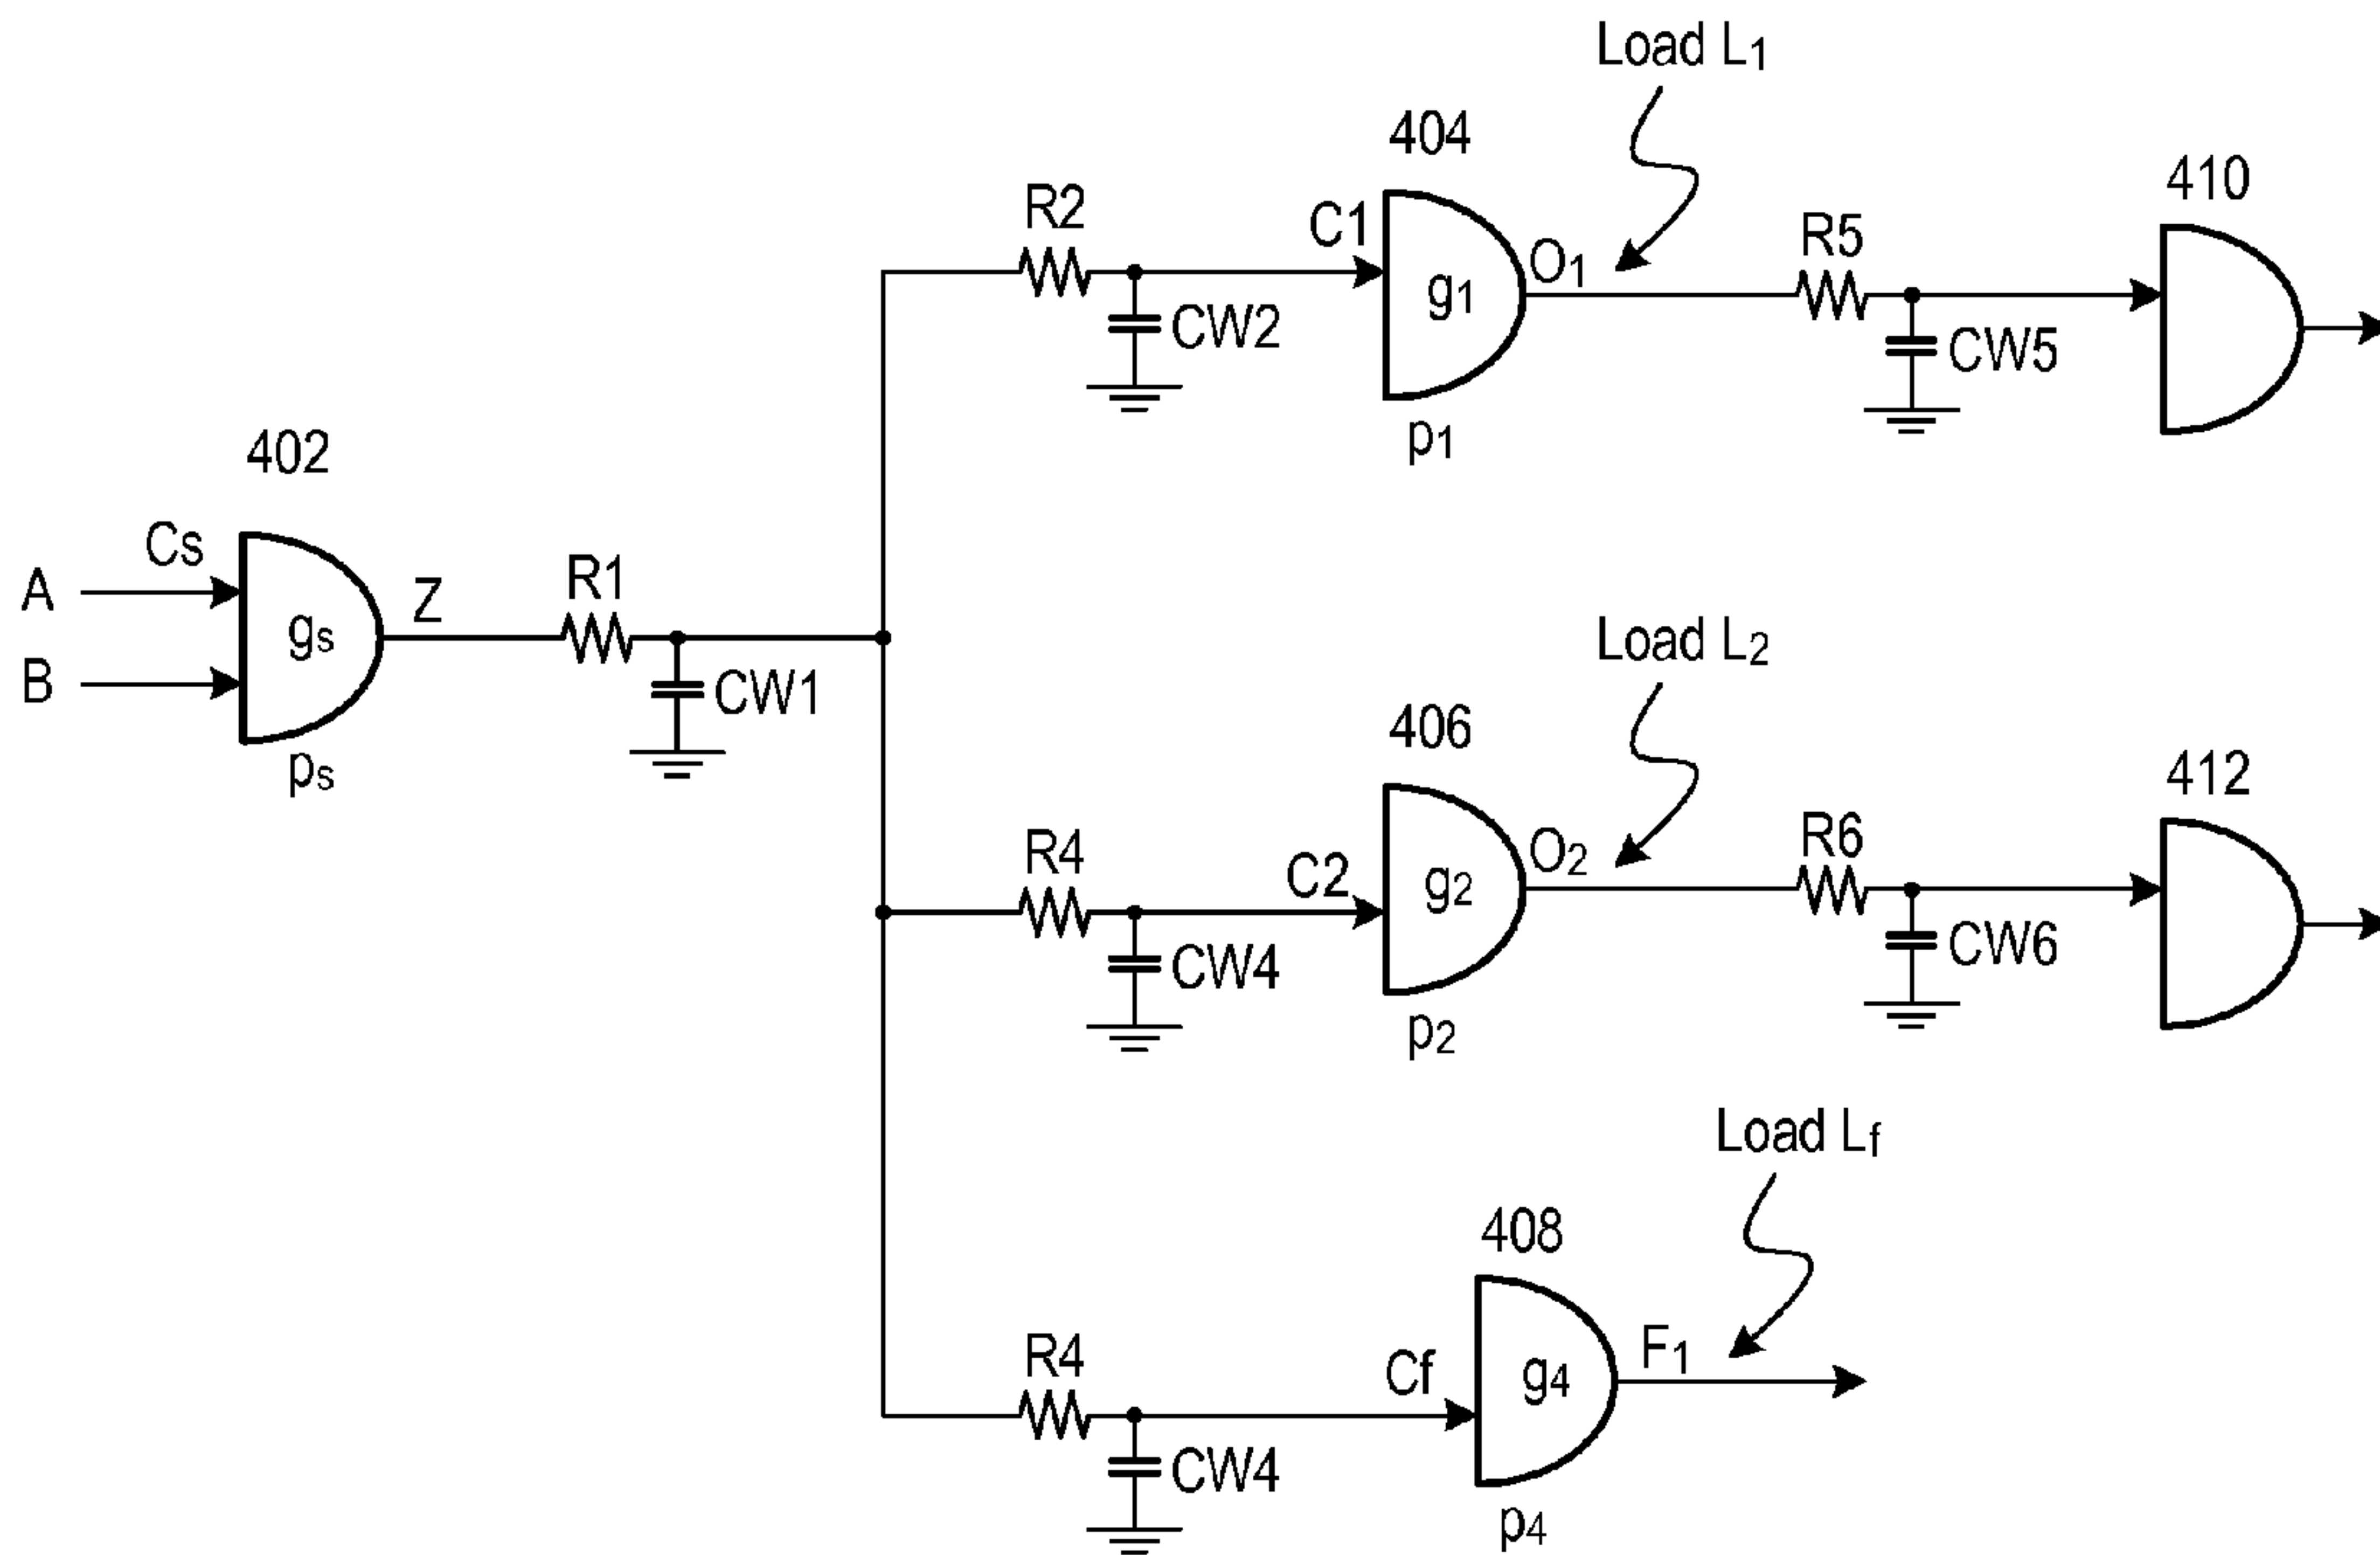 Load L₁
404
410
R2
C1
g₁
O₁
R5
CW2
CW5
p₁
402
Cs
A
gₛ
Z
R1
B
CW1
pₛ
Load L₂
406
412
R4
C2
g₂
O₂
R6
CW4
CW6
p₂
Load Lf
408
R4
Cf
g₄
F₁
CW4
p₄